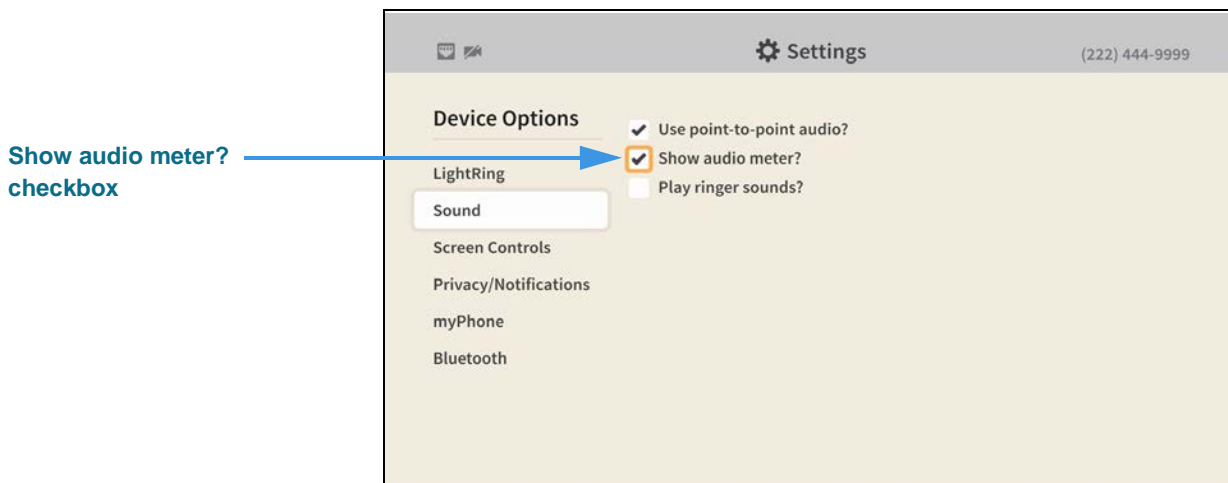 Settings
(222) 444-9999
Show audio meter?
checkbox
Device Options
LightRing
Sound
Screen Controls
Privacy/Notifications
myPhone
Bluetooth
Use point-to-point audio?
Show audio meter?
Play ringer sounds?